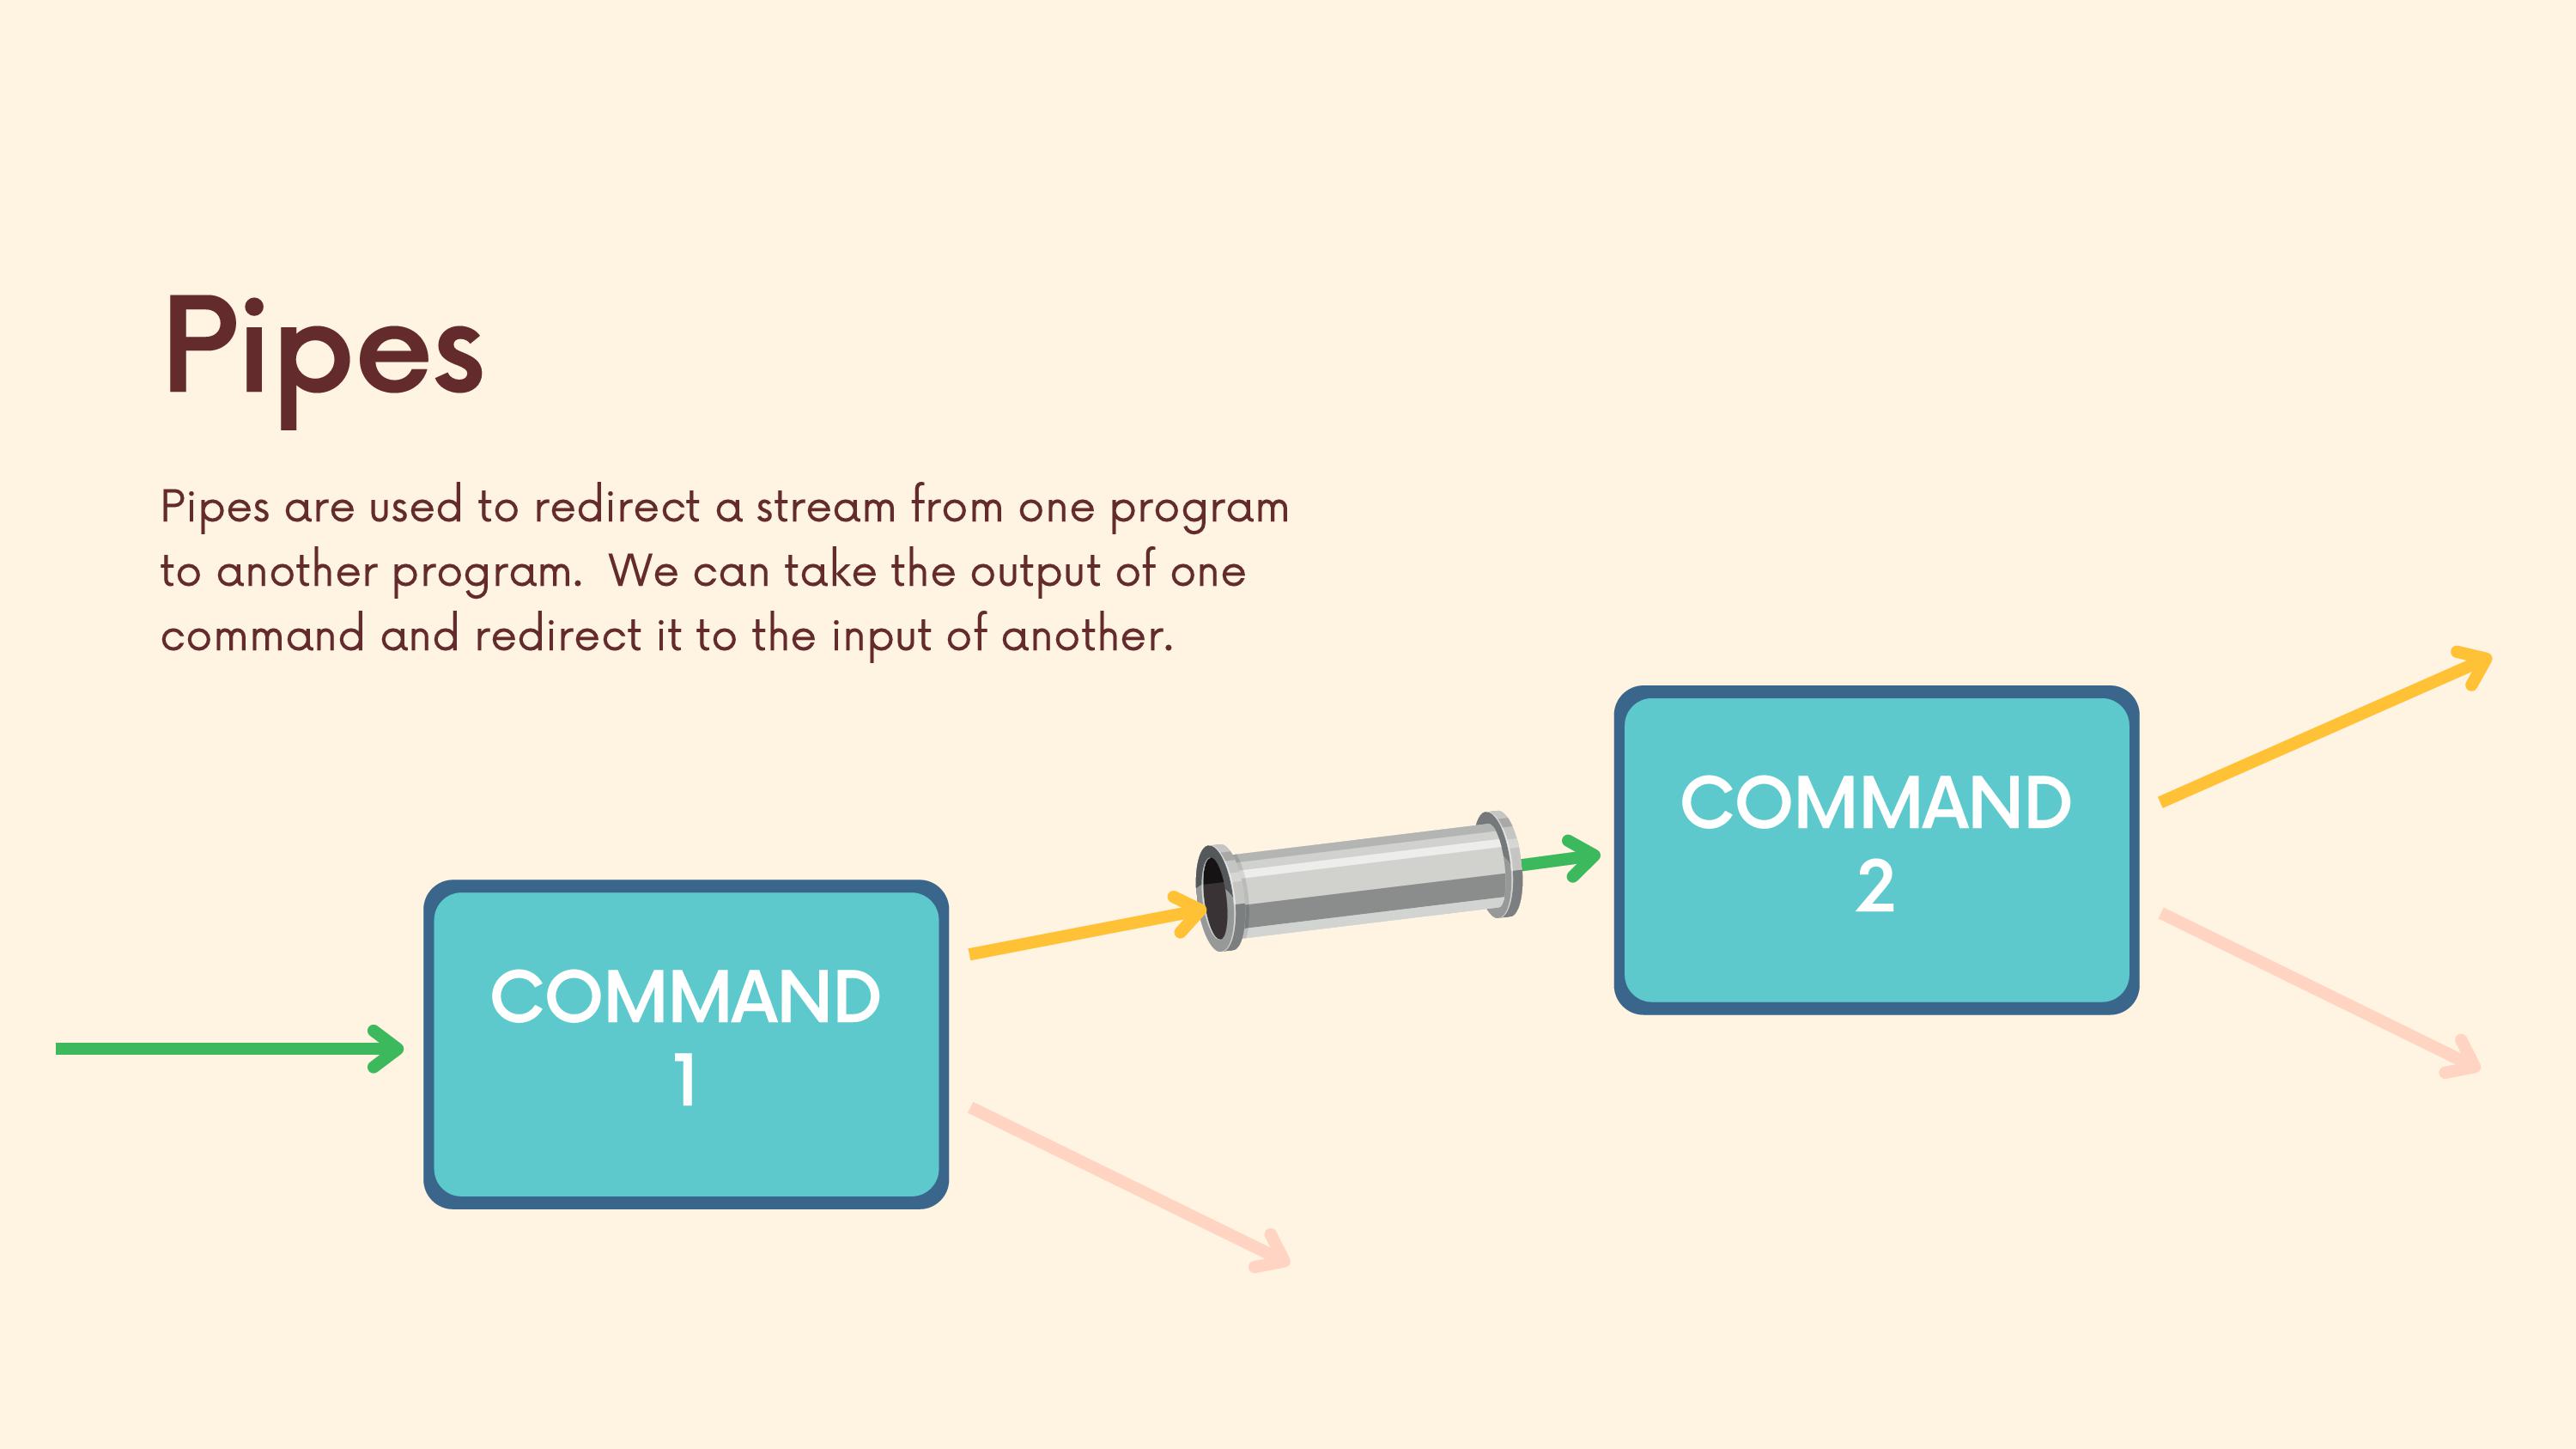 Pipes
Pipes are used to redirect a stream from one program
to another program.  We can take the output of one
command and redirect it to the input of another.
COMMAND
1
COMMAND
2